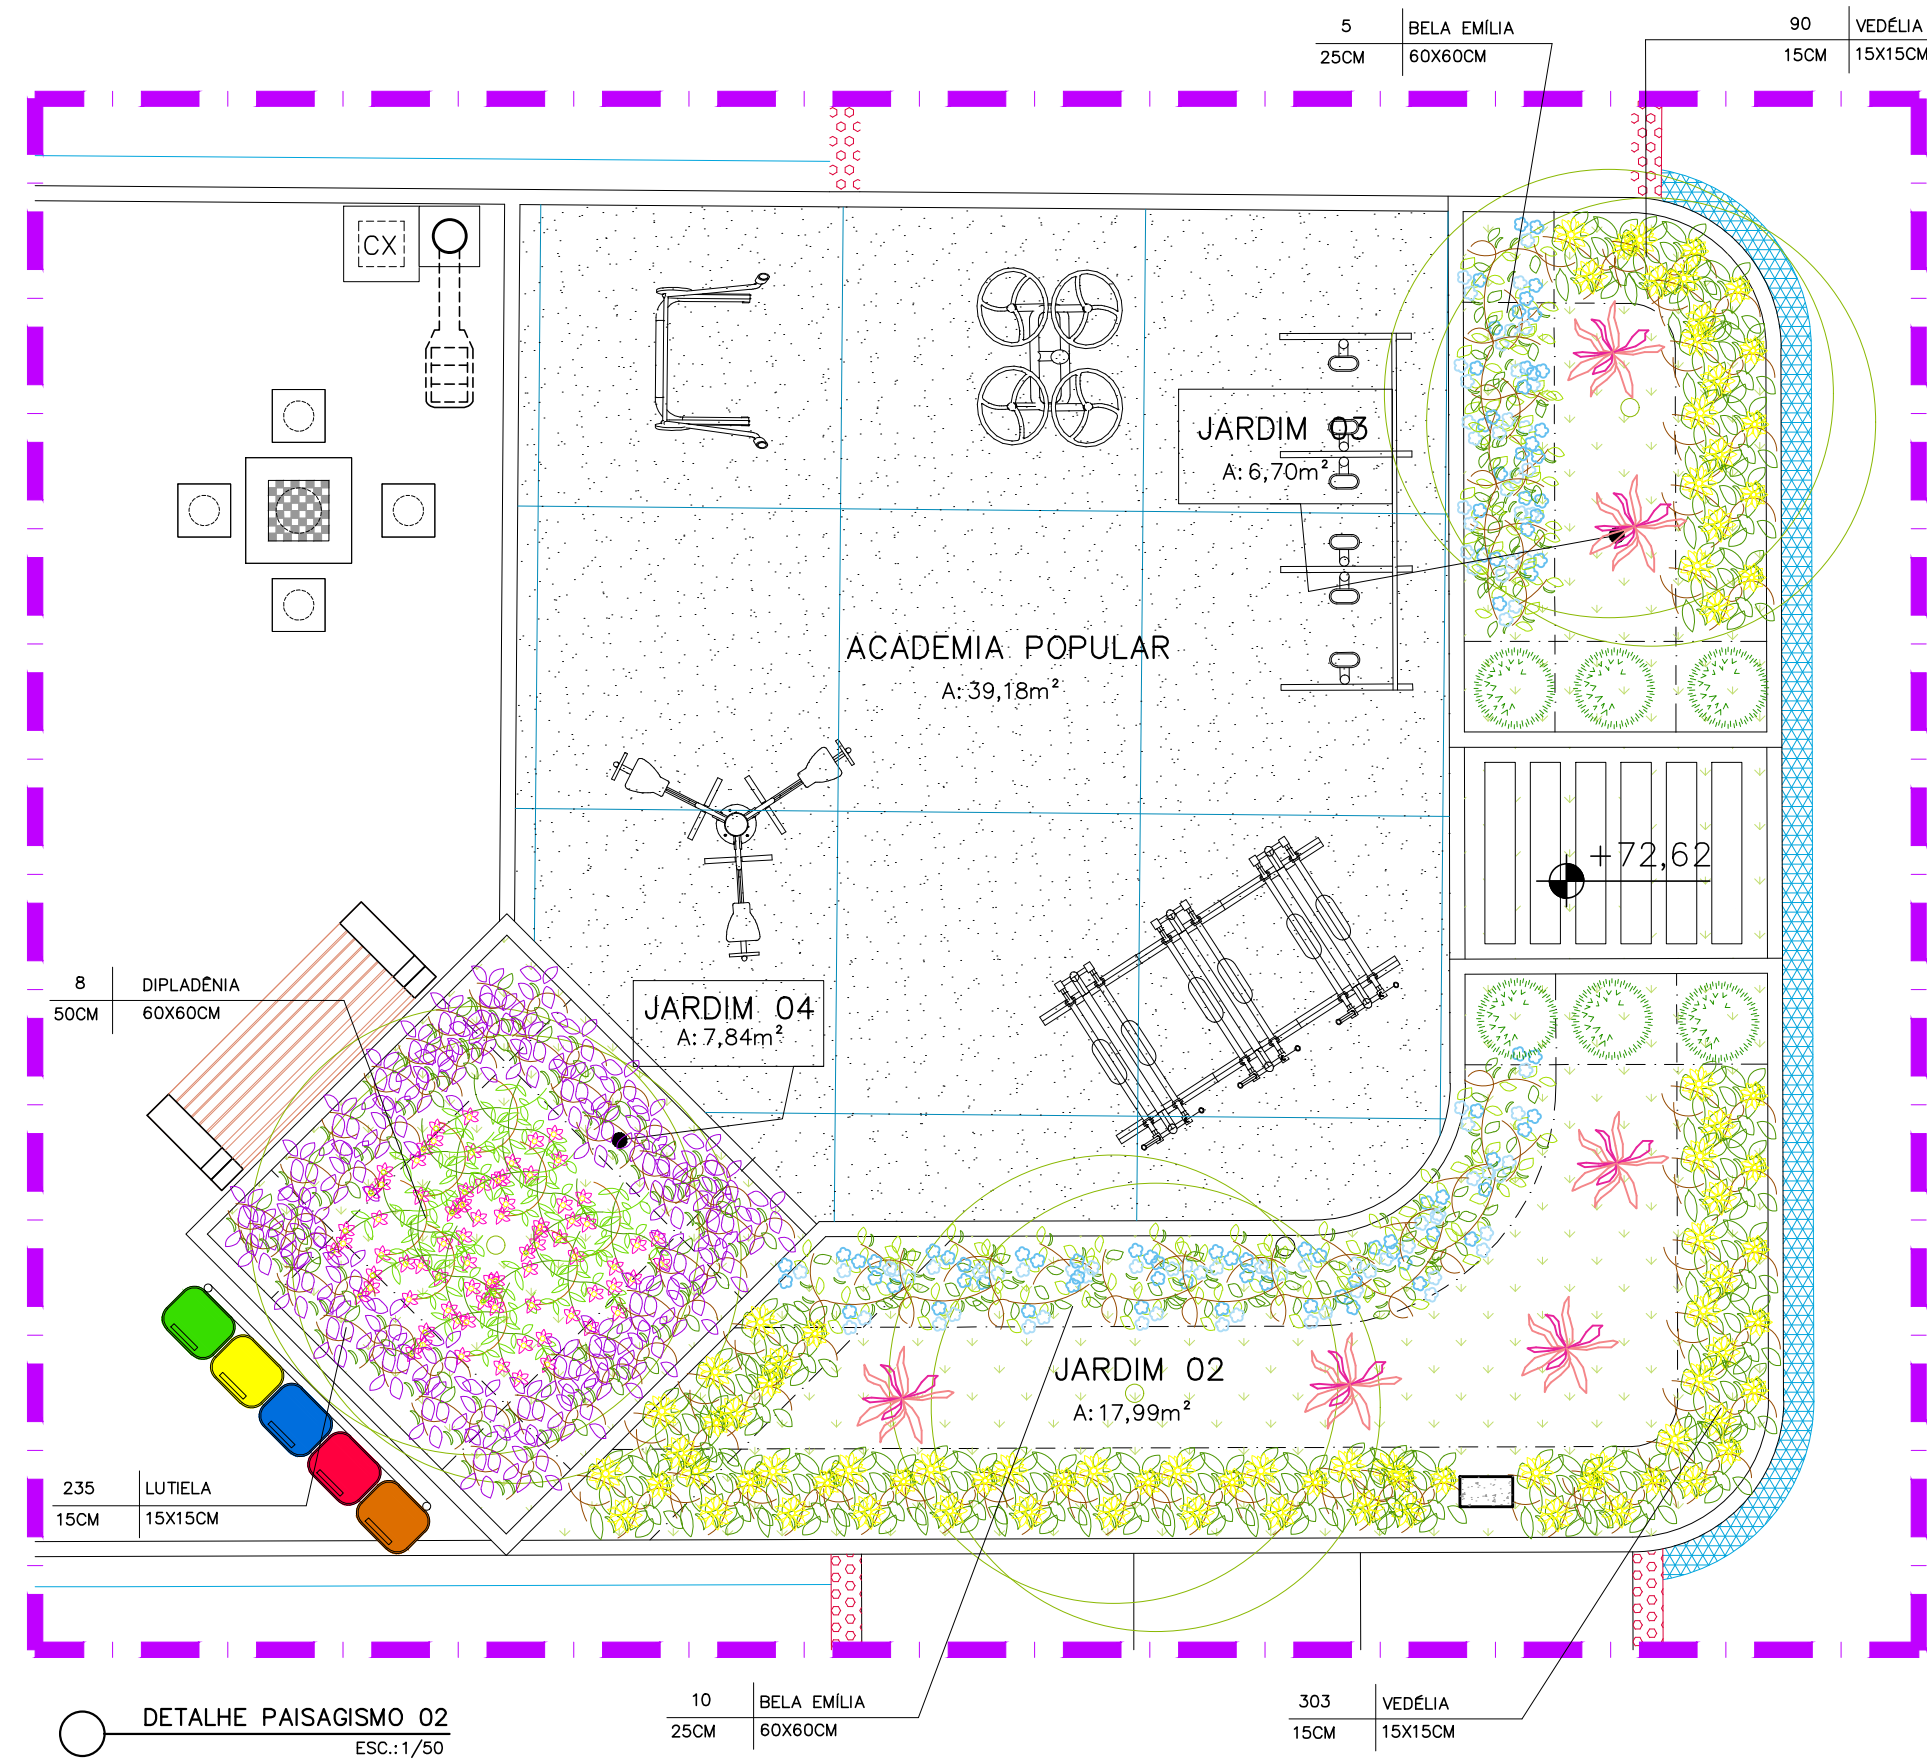 5 BELA EMÍLIA
25CM 60X60CM
90 VEDÉLIA
15CM 15X15CM
CX
JARDIM 03
A: 6,70m²
ACADEMIA POPULAR
A: 39,18m²
+72,62
8 DIPLADÊNIA
50CM 60X60CM
JARDIM 04
A: 7,84m²
JARDIM 02
A: 17,99m²
235 LUTIELA
15CM 15X15CM
10 BELA EMÍLIA
25CM 60X60CM
303 VEDÉLIA
15CM 15X15CM
DETALHE PAISAGISMO 02
ESC.: 1/50